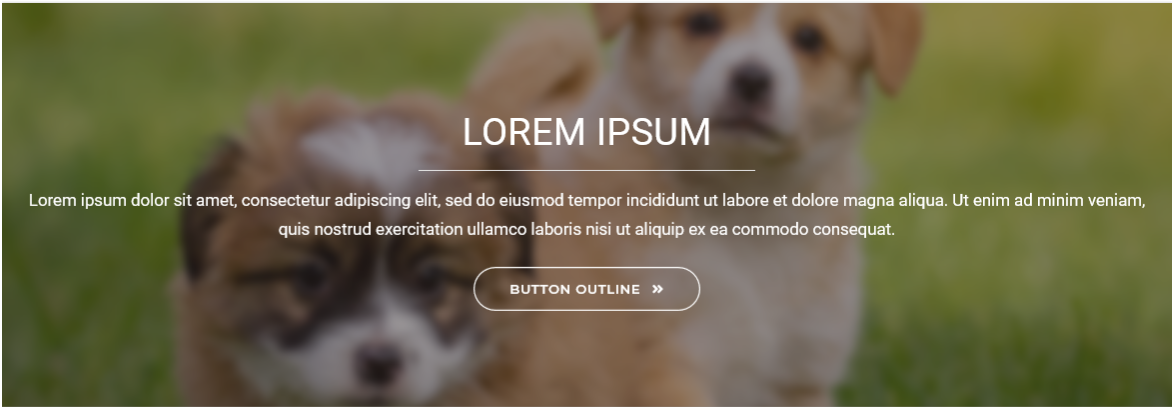 LOREM IPSUM
Lorem ipsum dolor sit amet, consectetur adipiscing elit, sed do eiusmod tempor incididunt ut labore et dolore magna aliqua. Ut enim ad minim veniam,
quis nostrud exercitation ullamco laboris nisi ut aliquip ex ea commodo consequat.
BUTTON OUTLINE »